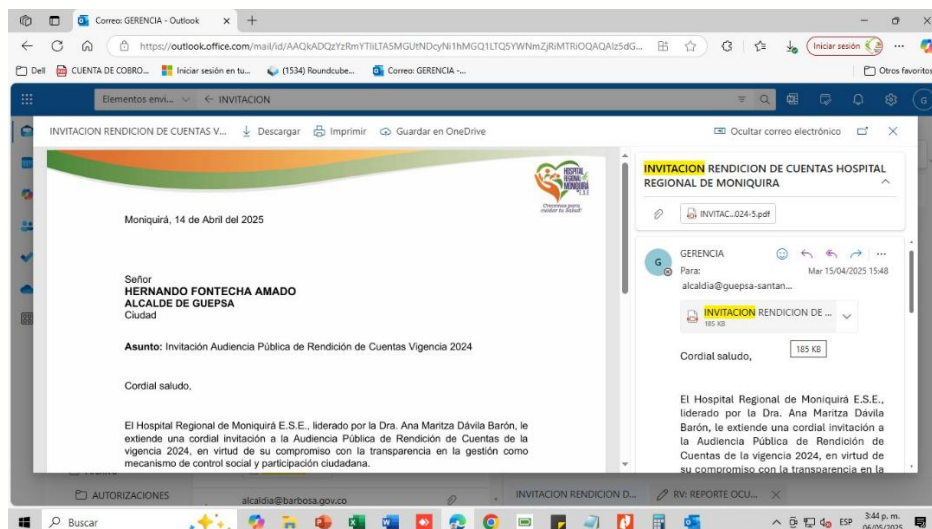 Correo: GERENCIA - Outlook
https://outlook.office.com/mail/id/
Iniciar sesión
Dell
CUENTA DE COBRO...
Iniciar sesión en tu...
(1534) Roundcube...
Correo: GERENCIA -...
Otros favoritos
Elementos envi...
INVITACION
INVITACION RENDICION DE CUENTAS V...
Descargar
Imprimir
Guardar en OneDrive
Ocultar correo electrónico
HOSPITAL
REGIONAL
MONIQUIRÁ
E.S.E.
Crecemos para
cuidar tu Salud!
Moniquirá, 14 de Abril del 2025
Señor
HERNANDO FONTECHA AMADO
ALCALDE DE GUEPSA
Ciudad
Asunto: Invitación Audiencia Pública de Rendición de Cuentas Vigencia 2024
Cordial saludo,
El Hospital Regional de Moniquirá E.S.E., liderado por la Dra. Ana Maritza Dávila Barón, le
extiende una cordial invitación a la Audiencia Pública de Rendición de Cuentas de la
vigencia 2024, en virtud de su compromiso con la transparencia en la gestión como
mecanismo de control social y participación ciudadana.
INVITACION RENDICION DE CUENTAS HOSPITAL
REGIONAL DE MONIQUIRA
INVITAC...024-5.pdf
G
GERENCIA
Para:
Mar 15/04/2025 15:48
alcaldia@guepsa-santan...
INVITACION RENDICION DE ...
185 KB
185 KB
Cordial saludo,
El Hospital Regional de Moniquirá E.S.E.,
liderado por la Dra. Ana Maritza Dávila
Barón, le extiende una cordial invitación a
la Audiencia Pública de Rendición de
Cuentas de la vigencia 2024, en virtud de
su compromiso con la transparencia en la
AUTORIZACIONES
alcaldia@barbosa.gov.co
INVITACION RENDICION D...
RV: REPORTE OCU...
Buscar
ESP
3:44 p. m.
06/05/2025